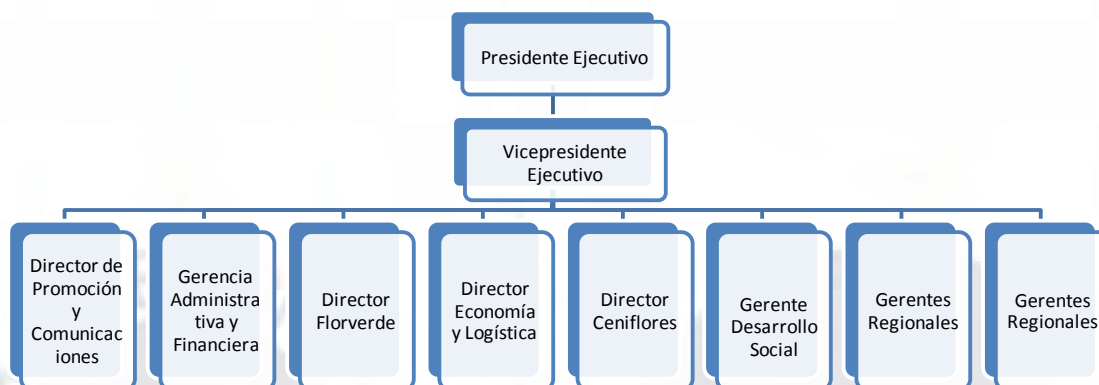 Presidente Ejecutivo
Vicepresidente
Ejecutivo
Director de
Promoción
y
Comunicac
iones
Gerencia
Administra
tiva y
Financiera
Director
Florverde
Director
Economía
y Logística
Director
Ceniflores
Gerente
Desarrollo
Social
Gerentes
Regionales
Gerentes
Regionales